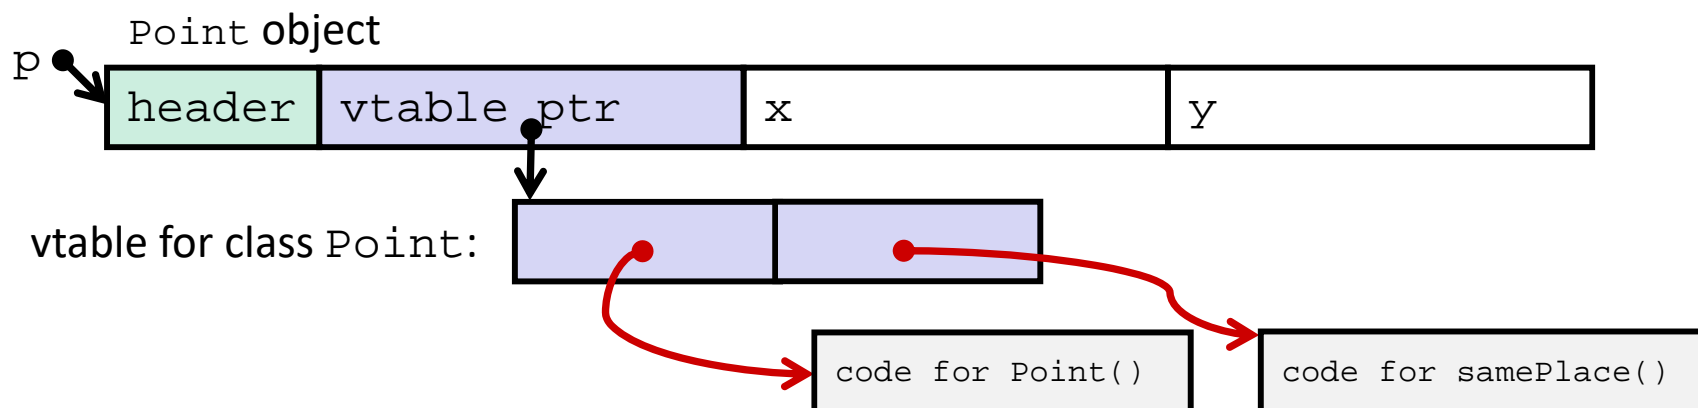 Point object
p
header vtable ptr x y
vtable for class Point:
code for Point() code for samePlace()